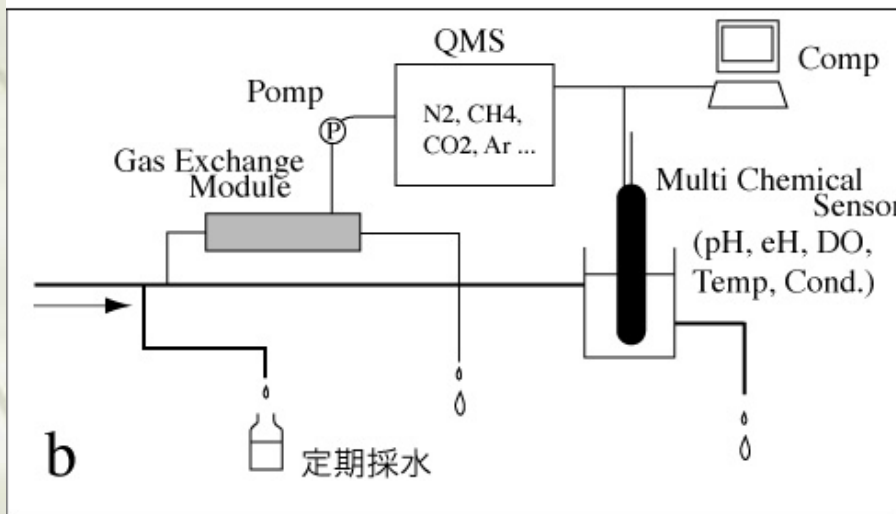 QMS
Comp
Pomp
P
N2, CH4,
CO2, Ar ...
Gas Exchange
Module
Multi Chemical
Sensor
(pH, eH, DO,
Temp, Cond.)
b
定期採水